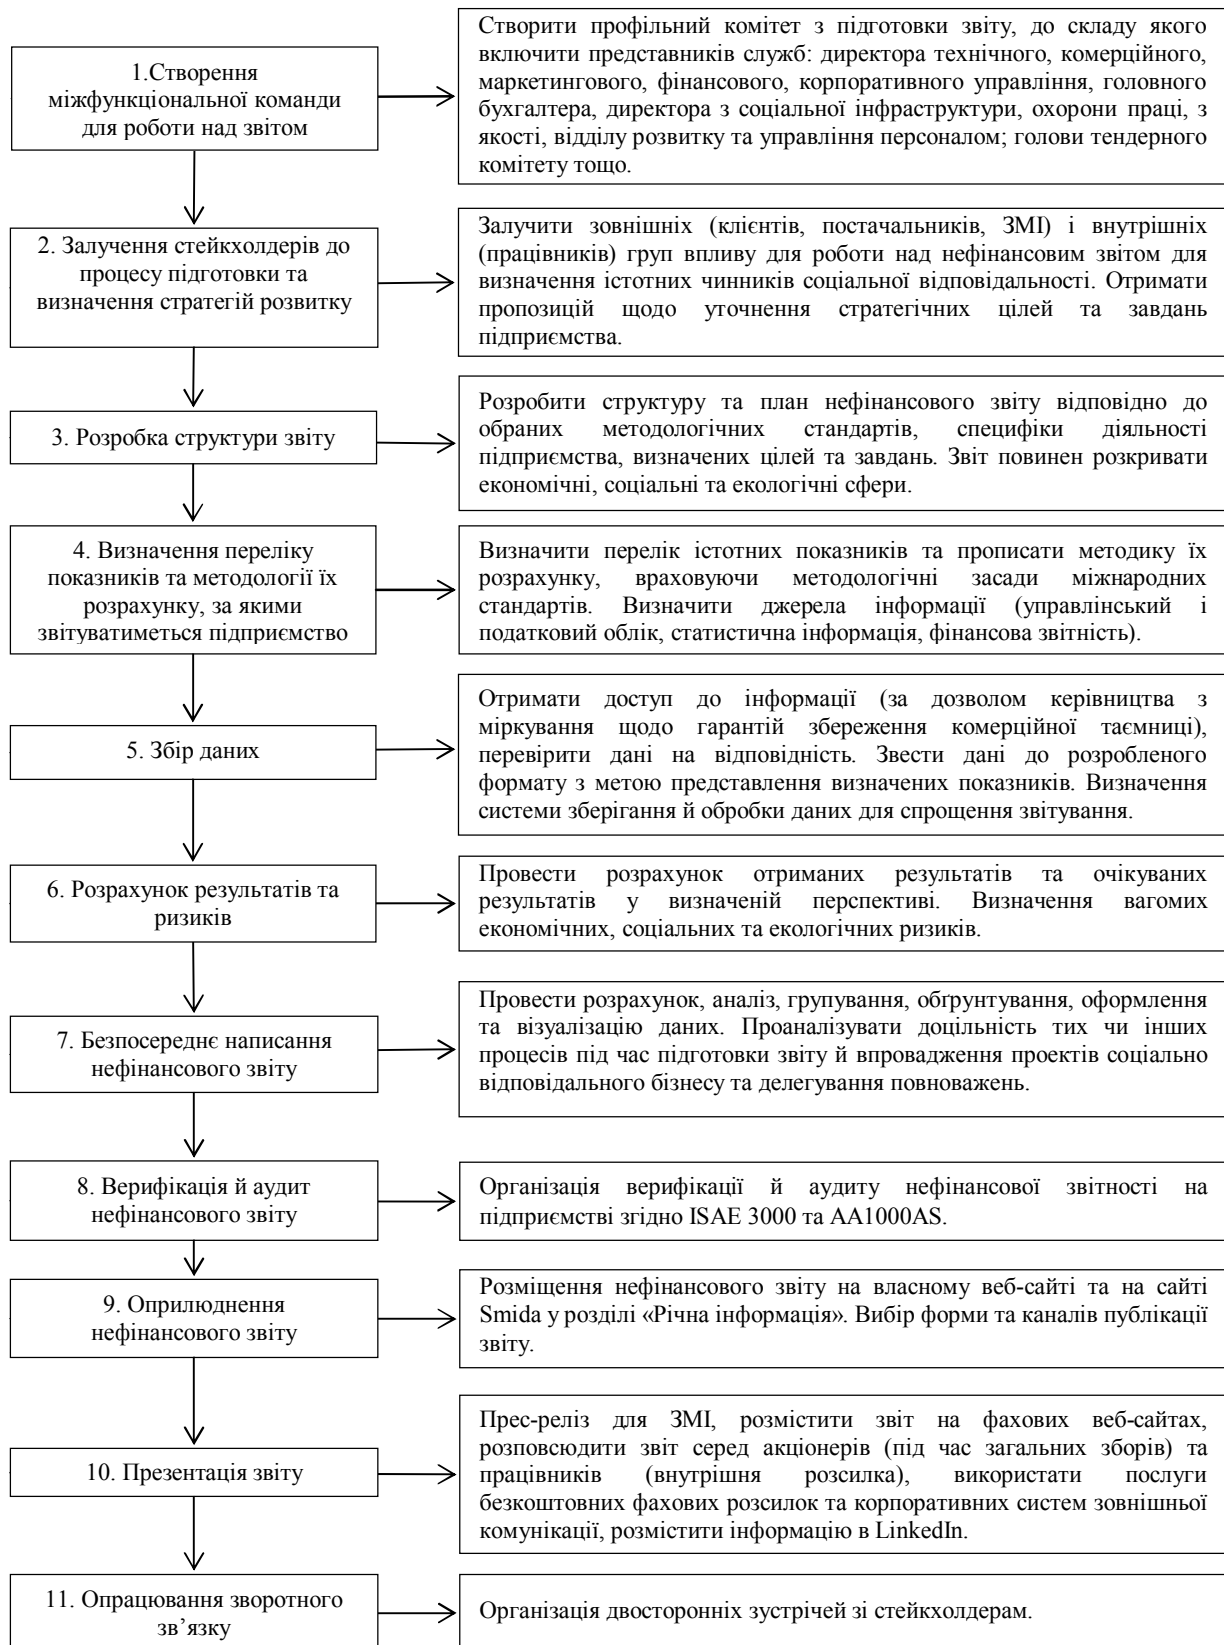 1.Створення
міжфункціональної команди
для роботи над звітом
Створити профільний комітет з підготовки звіту, до складу якого
включити представників служб: директора технічного, комерційного,
маркетингового, фінансового, корпоративного управління, головного
бухгалтера, директора з соціальної інфраструктури, охорони праці, з
якості, відділу розвитку та управління персоналом; голови тендерного
комітету тощо.
2. Залучення стейкхолдерів до
процесу підготовки та
визначення стратегій розвитку
Залучити зовнішніх (клієнтів, постачальників, ЗМІ) і внутрішніх
(працівників) груп впливу для роботи над нефінансовим звітом для
визначення істотних чинників соціальної відповідальності. Отримати
пропозицій щодо уточнення стратегічних цілей та завдань
підприємства.
3. Розробка структури звіту
Розробити структуру та план нефінансового звіту відповідно до
обраних методологічних стандартів, специфіки діяльності
підприємства, визначених цілей та завдань. Звіт повинен розкривати
економічні, соціальні та екологічні сфери.
4. Визначення переліку
показників та методології їх
розрахунку, за якими
звітуватиметься підприємство
Визначити перелік істотних показників та прописати методику їх
розрахунку, враховуючи методологічні засади міжнародних
стандартів. Визначити джерела інформації (управлінський і
податковий облік, статистична інформація, фінансова звітність).
5. Збір даних
Отримати доступ до інформації (за дозволом керівництва з
міркування щодо гарантій збереження комерційної таємниці),
перевірити дані на відповідність. Звести дані до розробленого
формату з метою представлення визначених показників. Визначення
системи зберігання й обробки даних для спрощення звітування.
6. Розрахунок результатів та
ризиків
Провести розрахунок отриманих результатів та очікуваних
результатів у визначеній перспективі. Визначення вагомих
економічних, соціальних та екологічних ризиків.
7. Безпосереднє написання
нефінансового звіту
Провести розрахунок, аналіз, групування, обґрунтування, оформлення
та візуалізацію даних. Проаналізувати доцільність тих чи інших
процесів під час підготовки звіту й впровадження проектів соціально
відповідального бізнесу та делегування повноважень.
8. Верифікація й аудит
нефінансового звіту
Організація верифікації й аудиту нефінансової звітності на
підприємстві згідно ISAE 3000 та AA1000AS.
9. Оприлюднення
нефінансового звіту
Розміщення нефінансового звіту на власному веб-сайті та на сайті
Smida у розділі «Річна інформація». Вибір форми та каналів публікації
звіту.
10. Презентація звіту
Прес-реліз для ЗМІ, розмістити звіт на фахових веб-сайтах,
розповсюдити звіт серед акціонерів (під час загальних зборів) та
працівників (внутрішня розсилка), використати послуги
безкоштовних фахових розсилок та корпоративних систем зовнішньої
комунікації, розмістити інформацію в LinkedIn.
11. Опрацювання зворотного
зв’язку
Організація двосторонніх зустрічей зі стейкхолдерам.